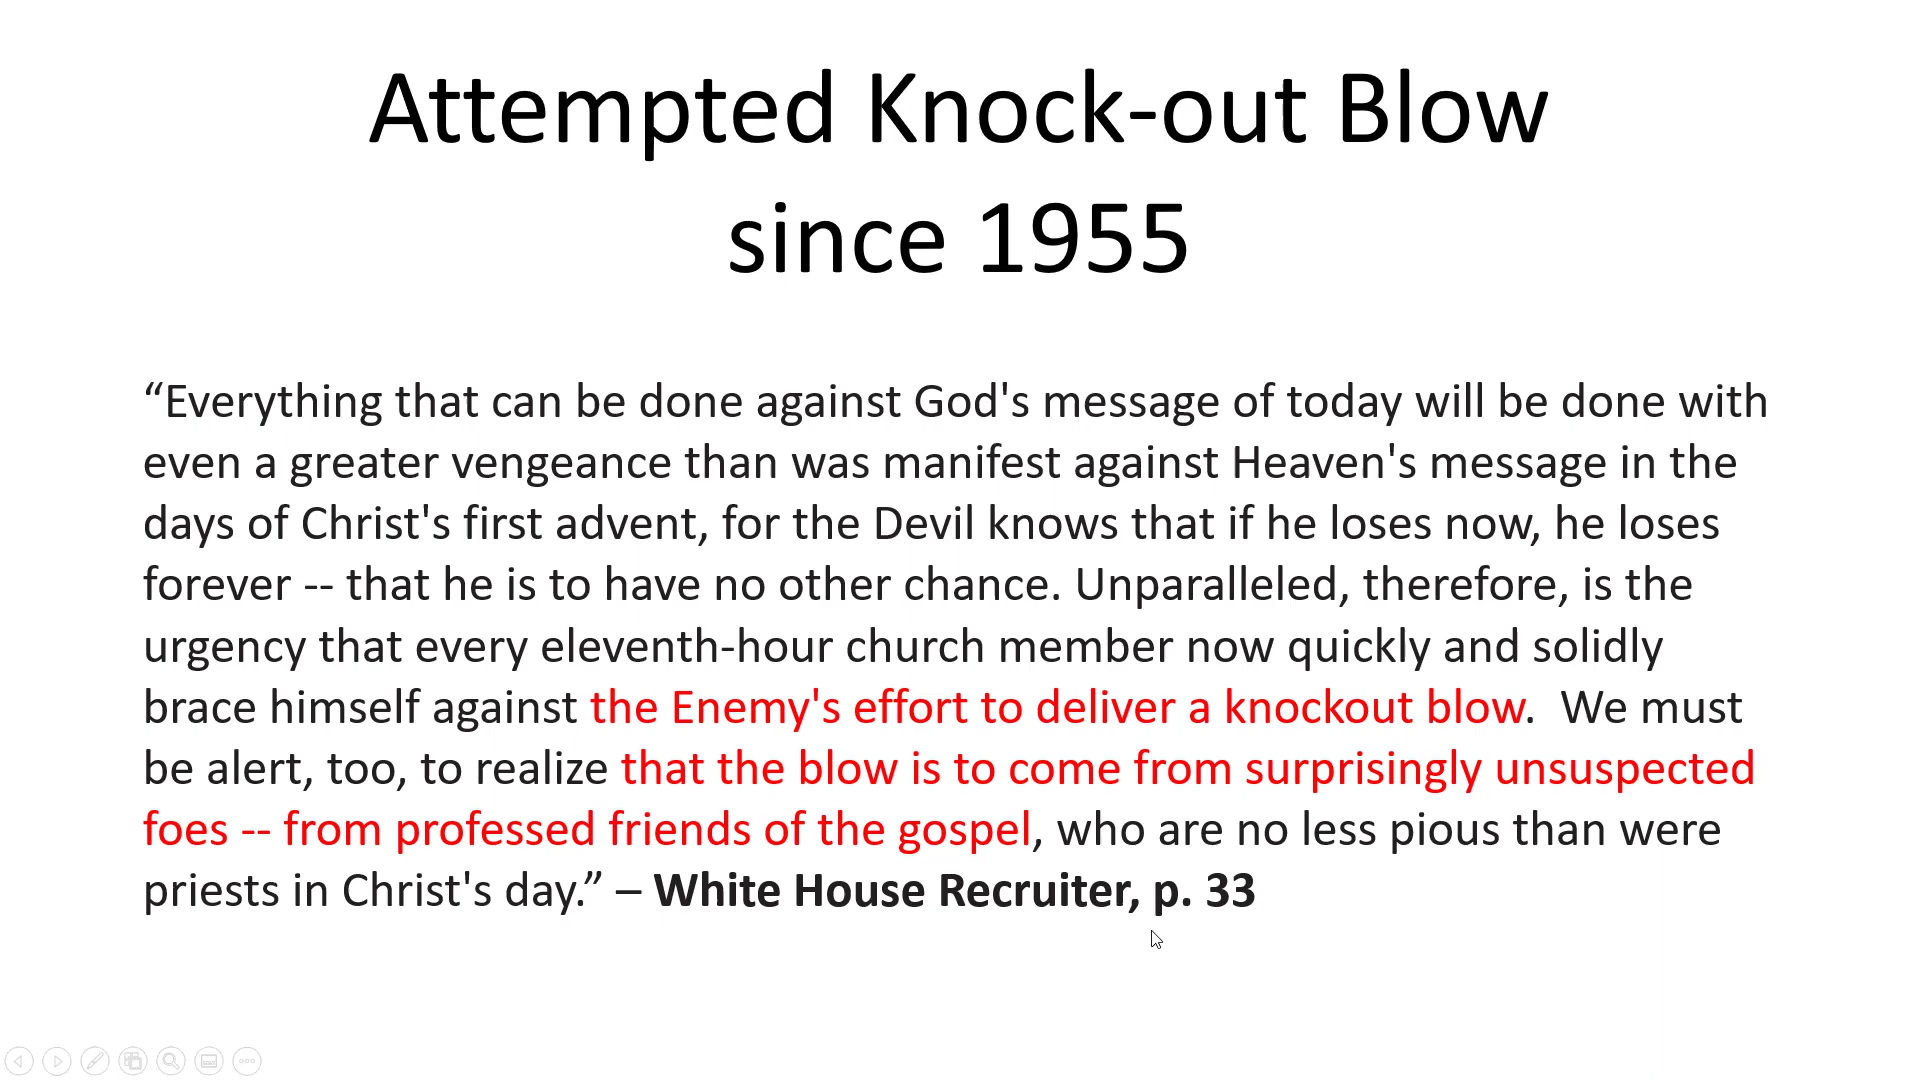 Attempted Knock-out Blow
since 1955
“Everything that can be done against God's message of today will be done with
even a greater vengeance than was manifest against Heaven's message in the
days of Christ's first advent, for the Devil knows that if he loses now, he loses
forever -- that he is to have no other chance. Unparalleled, therefore, is the
urgency that every eleventh-hour church member now quickly and solidly
brace himself against the Enemy's effort to deliver a knockout blow.  We must
be alert, too, to realize that the blow is to come from surprisingly unsuspected
foes -- from professed friends of the gospel, who are no less pious than were
priests in Christ's day.” – White House Recruiter, p. 33